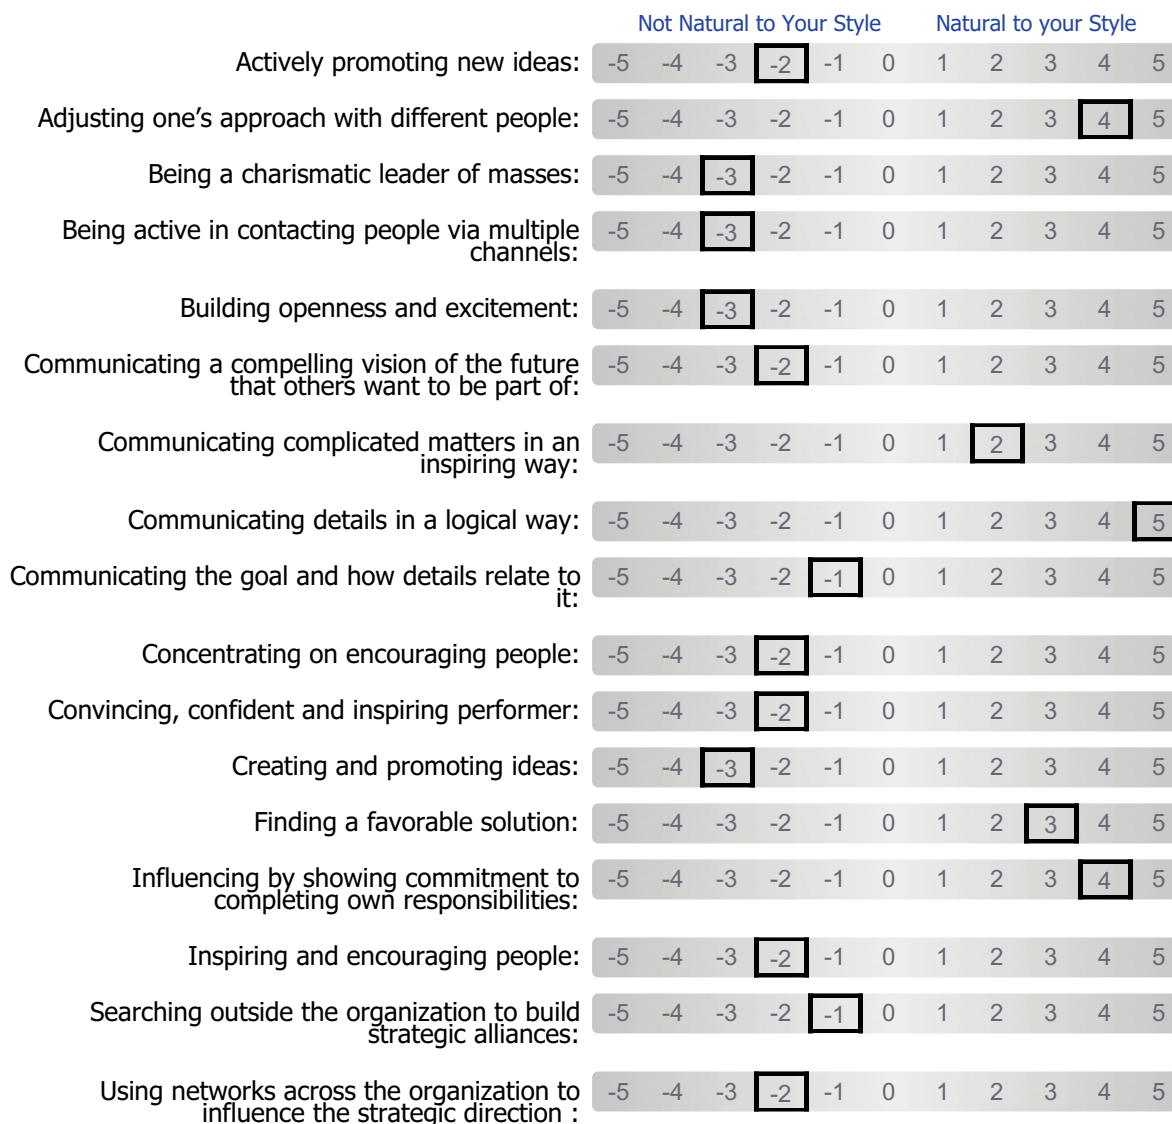 Not Natural to Your Style Natural to your Style
Actively promoting new ideas: -5 -4 -3 -2 -1 0 1 2 3 4 5
Adjusting one’s approach with different people: -5 -4 -3 -2 -1 0 1 2 3 4 5
Being a charismatic leader of masses: -5 -4 -3 -2 -1 0 1 2 3 4 5
Being active in contacting people via multiple -5 -4 -3 -2 -1 0 1 2 3 4 5
channels:
Building openness and excitement: -5 -4 -3 -2 -1 0 1 2 3 4 5
Communicating a compelling vision of the future -5 -4 -3 -2 -1 0 1 2 3 4 5
that others want to be part of:
Communicating complicated matters in an -5 -4 -3 -2 -1 0 1 2 3 4 5
inspiring way:
Communicating details in a logical way: -5 -4 -3 -2 -1 0 1 2 3 4 5
Communicating the goal and how details relate to -5 -4 -3 -2 -1 0 1 2 3 4 5
it:
Concentrating on encouraging people: -5 -4 -3 -2 -1 0 1 2 3 4 5
Convincing, confident and inspiring performer: -5 -4 -3 -2 -1 0 1 2 3 4 5
Creating and promoting ideas: -5 -4 -3 -2 -1 0 1 2 3 4 5
Finding a favorable solution: -5 -4 -3 -2 -1 0 1 2 3 4 5
Influencing by showing commitment to -5 -4 -3 -2 -1 0 1 2 3 4 5
completing own responsibilities:
Inspiring and encouraging people: -5 -4 -3 -2 -1 0 1 2 3 4 5
Searching outside the organization to build -5 -4 -3 -2 -1 0 1 2 3 4 5
strategic alliances:
Using networks across the organization to -5 -4 -3 -2 -1 0 1 2 3 4 5
influence the strategic direction :